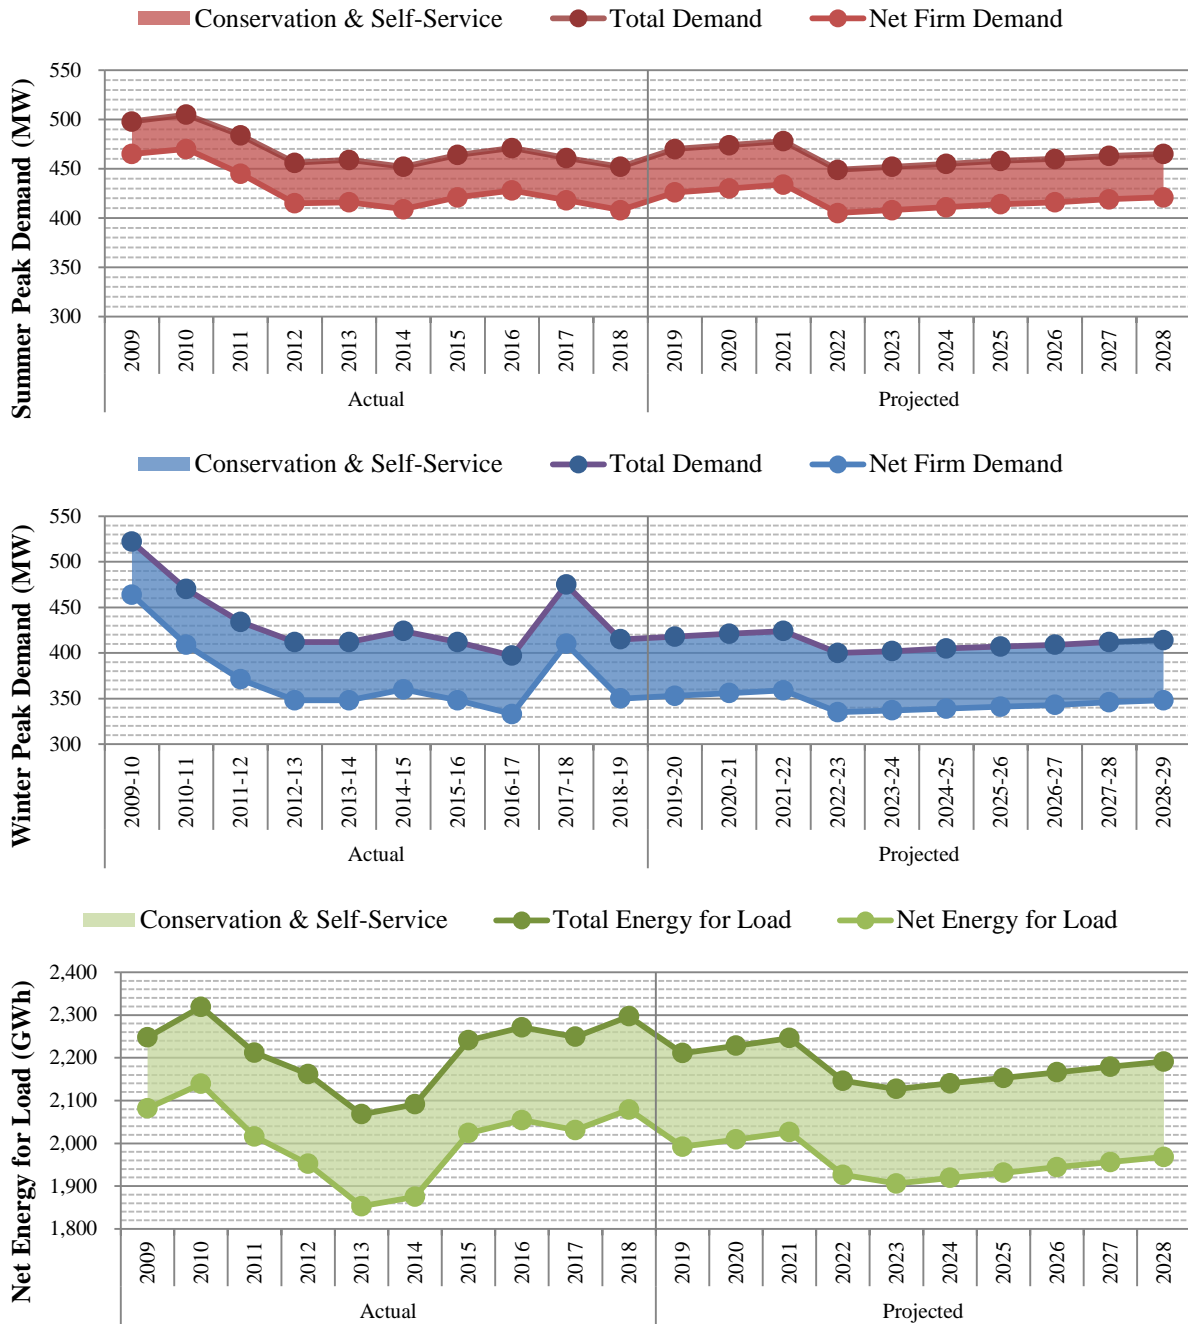 Conservation & Self-Service Total Demand Net Firm Demand
Summer Peak Demand (MW)
550
500
450
400
350
300
2009 2010 2011 2012 2013 2014 2015 2016 2017 2018 2019 2020 2021 2022 2023 2024 2025 2026 2027 2028
Actual Projected
Conservation & Self-Service Total Demand Net Firm Demand
Winter Peak Demand (MW)
550
500
450
400
350
300
2009-10 2010-11 2011-12 2012-13 2013-14 2014-15 2015-16 2016-17 2017-18 2018-19 2019-20 2020-21 2021-22 2022-23 2023-24 2024-25 2025-26 2026-27 2027-28 2028-29
Actual Projected
Conservation & Self-Service Total Energy for Load Net Energy for Load
Net Energy for Load (GWh)
2,400
2,300
2,200
2,100
2,000
1,900
1,800
2009 2010 2011 2012 2013 2014 2015 2016 2017 2018 2019 2020 2021 2022 2023 2024 2025 2026 2027 2028
Actual Projected